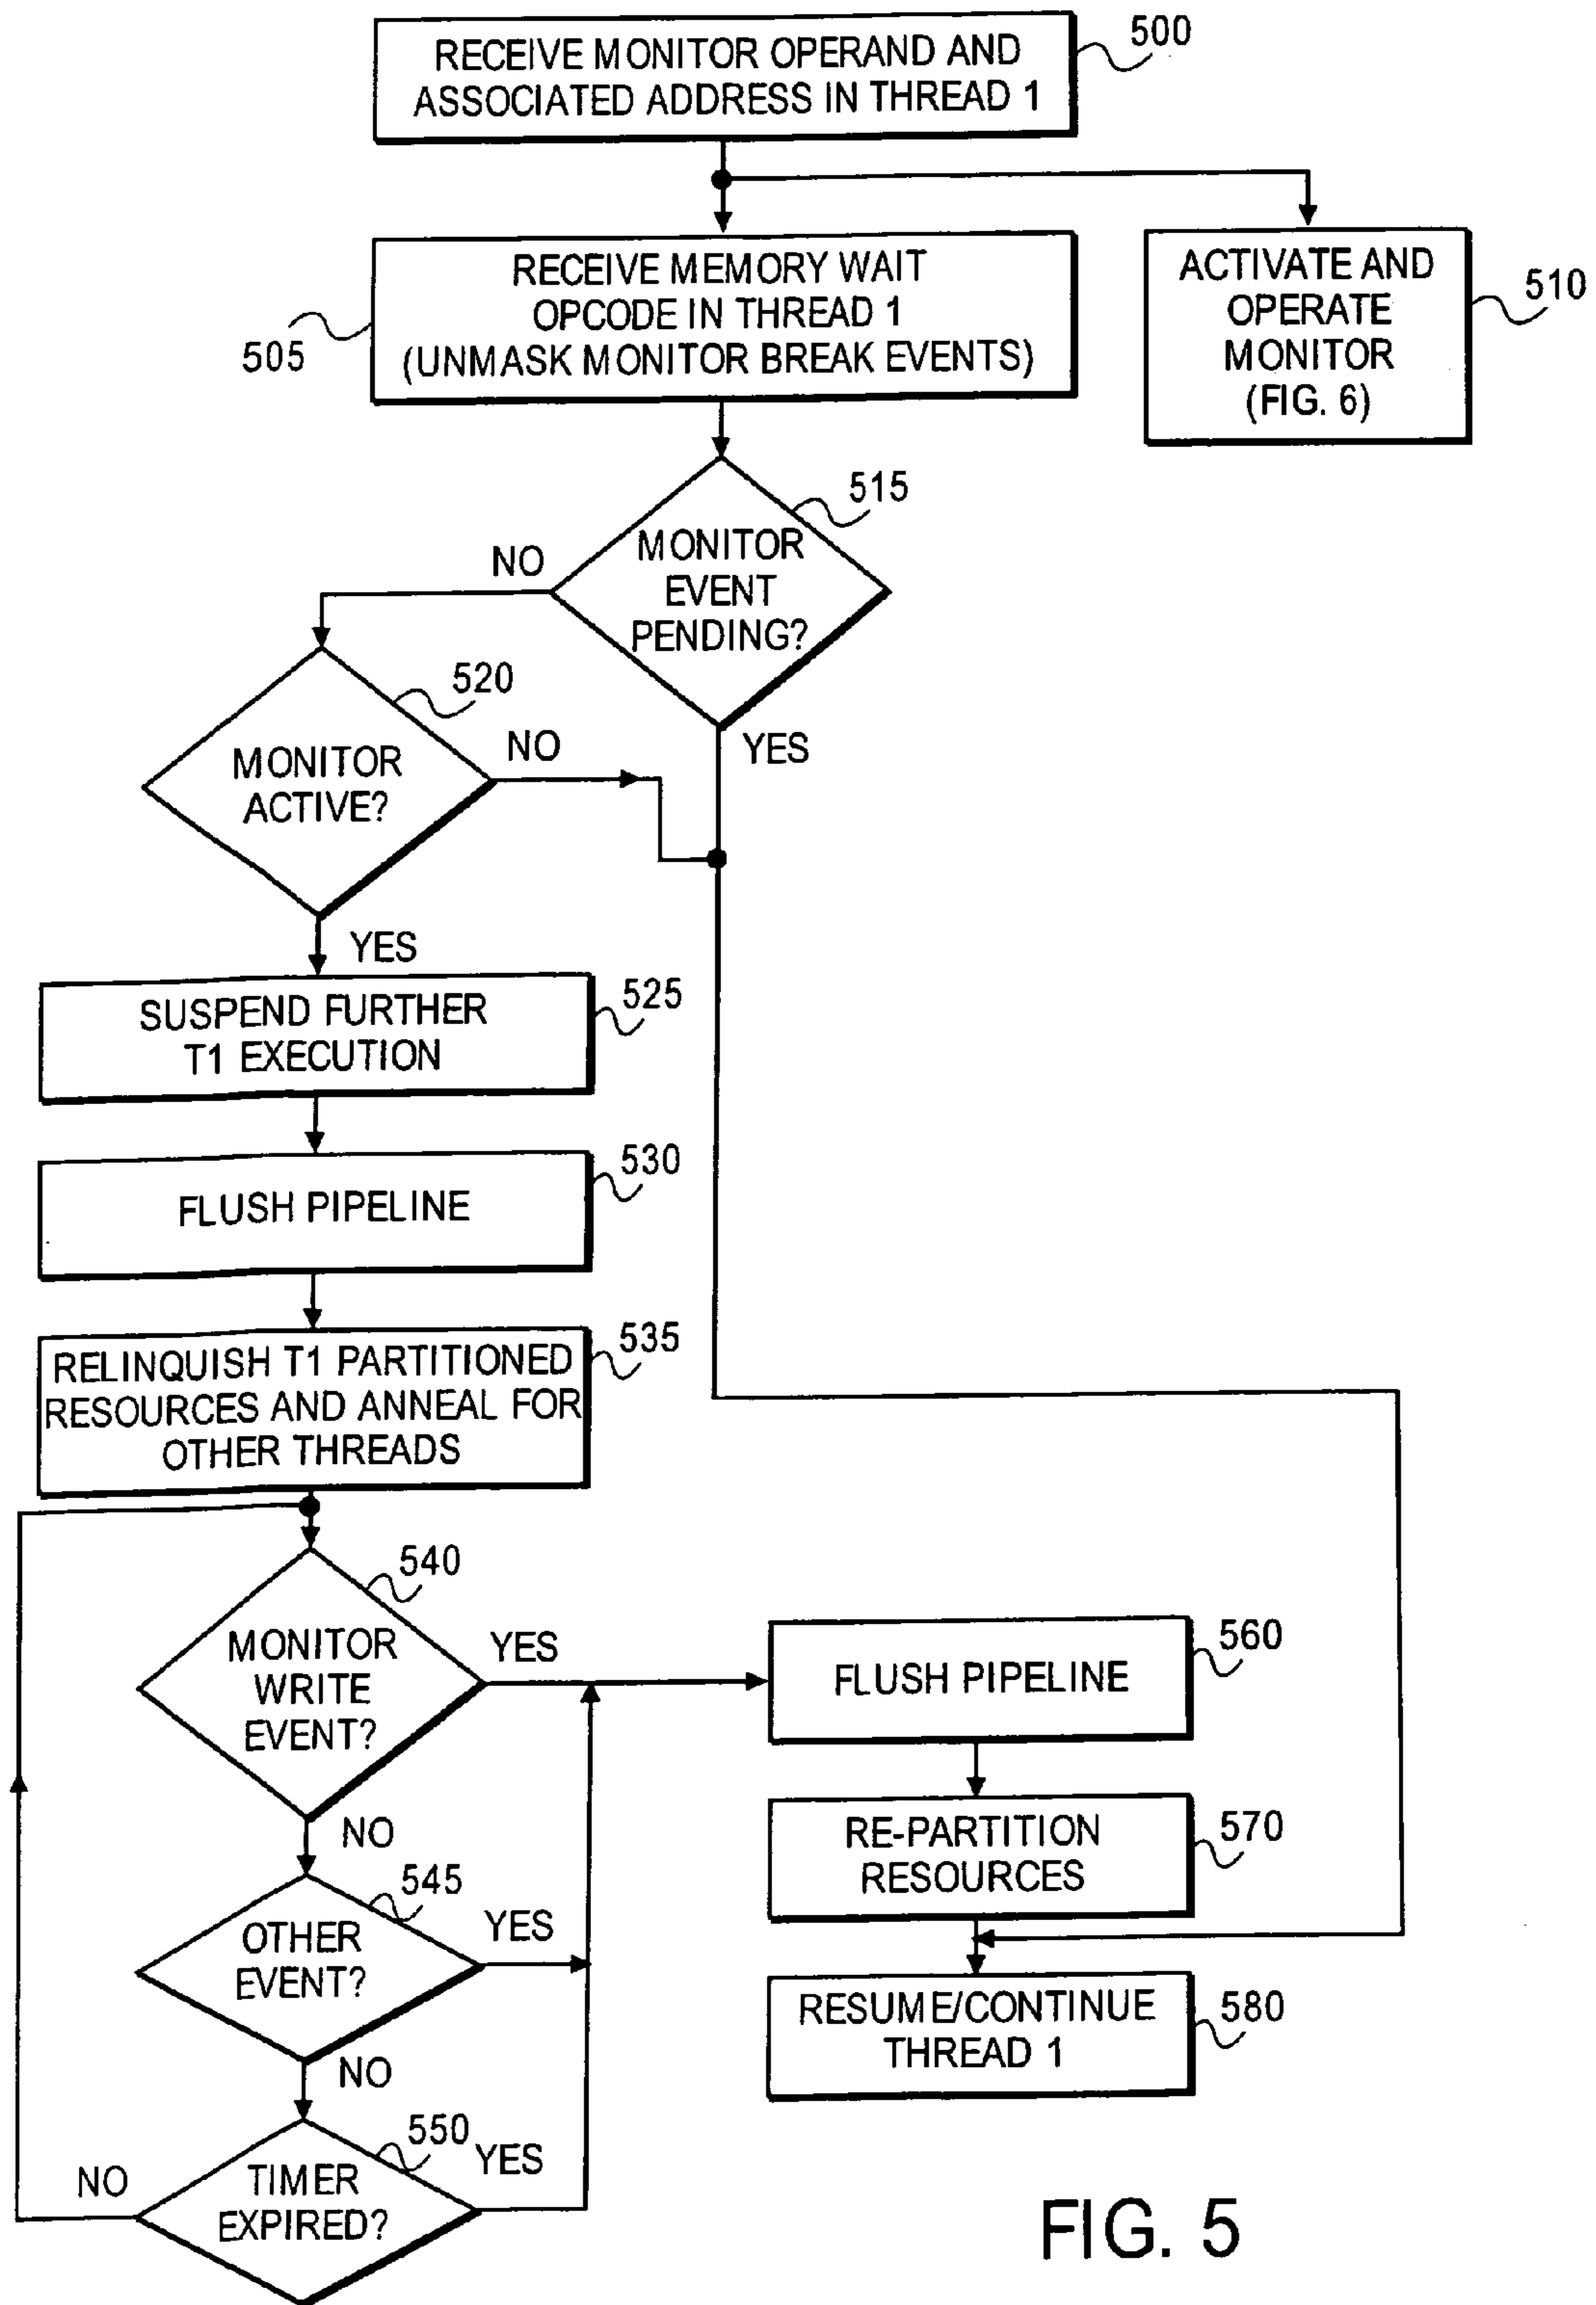 RECEIVE MONITOR OPERAND AND
ASSOCIATED ADDRESS IN THREAD 1
500
RECEIVE MEMORY WAIT
OPCODE IN THREAD 1
(UNMASK MONITOR BREAK EVENTS)
505
ACTIVATE AND
OPERATE
MONITOR
(FIG. 6)
510
515
MONITOR
EVENT
PENDING?
NO
YES
520
MONITOR
ACTIVE?
NO
YES
SUSPEND FURTHER
T1 EXECUTION
525
FLUSH PIPELINE
530
RELINQUISH T1 PARTITIONED
RESOURCES AND ANNEAL FOR
OTHER THREADS
535
540
MONITOR
WRITE
EVENT?
YES
NO
545
OTHER
EVENT?
YES
NO
550
TIMER
EXPIRED?
YES
NO
FLUSH PIPELINE
560
RE-PARTITION
RESOURCES
570
RESUME/CONTINUE
THREAD 1
580
FIG. 5